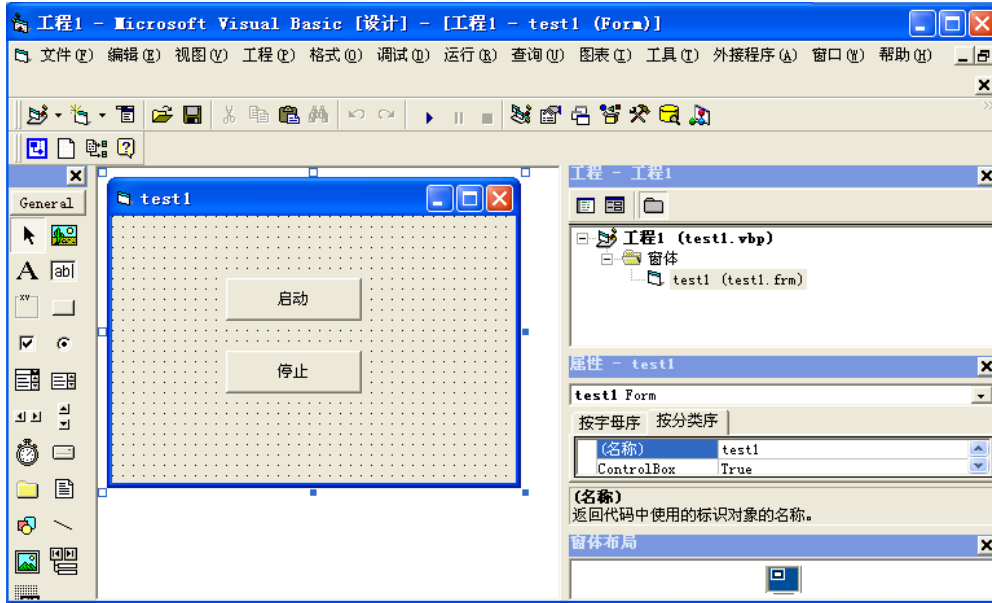 工程1 - Microsoft Visual Basic [设计] - [工程1 - test1 (Form)]
文件(F) 编辑(E) 视图(V) 工程(P) 格式(O) 调试(D) 运行(R) 查询(U) 图表(I) 工具(T) 外接程序(A) 窗口(W) 帮助(H)
工程 - 工程1
General
test1
A
ab
工程1 (test1.vbp)
窗体
test1 (test1.frm)
XY
启动
停止
属性 - test1
test1 Form
按字母序 按分类序
(名称) test1
ControlBox True
(名称)
返回代码中使用的标识对象的名称。
窗体布局